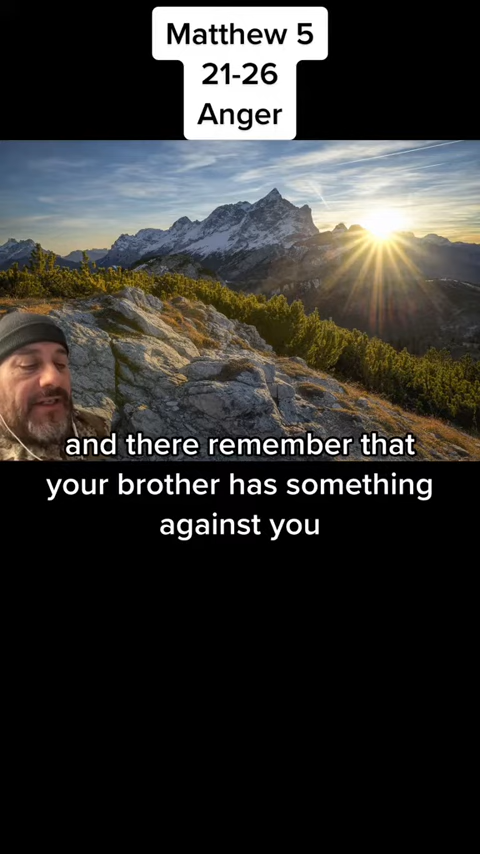 Matthew 5
21-26
Anger
and there remember that
your brother has something
against you